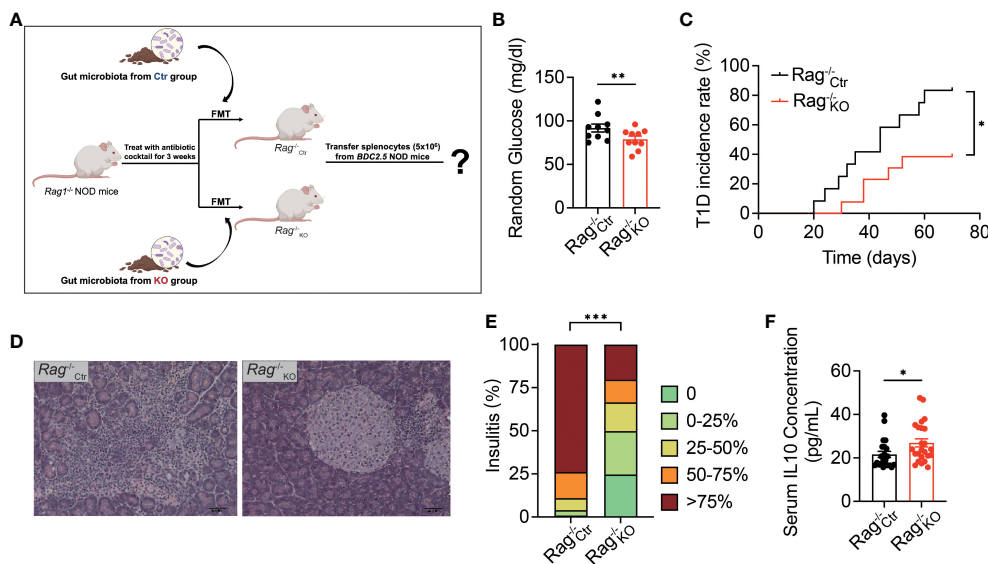 A
Gut microbiota from Ctr group
FMT
Treat with antibiotic
cocktail for 3 weeks
Rag1-/- NOD mice
Rag-/-Ctr
Transfer splenocytes (5x10⁶)
from BDC2.5 NOD mice
?
FMT
Rag-/-KO
Gut microbiota from KO group
B
Random Glucose (mg/dl)
150
100
50
0
**
Rag-/-Ctr
Rag-/-KO
C
T1D incidence rate (%)
100
80
60
40
20
0
Rag-/-Ctr
Rag-/-KO
*
0 20 40 60 80
Time (days)
D
Rag-/-Ctr
Rag-/-KO
E
***
Insulitis (%)
100
75
50
25
0
Rag-/-Ctr
Rag-/-KO
0
0-25%
25-50%
50-75%
>75%
F
Serum IL10 Concentration
(pg/mL)
60
40
20
0
*
Rag-/-Ctr
Rag-/-KO